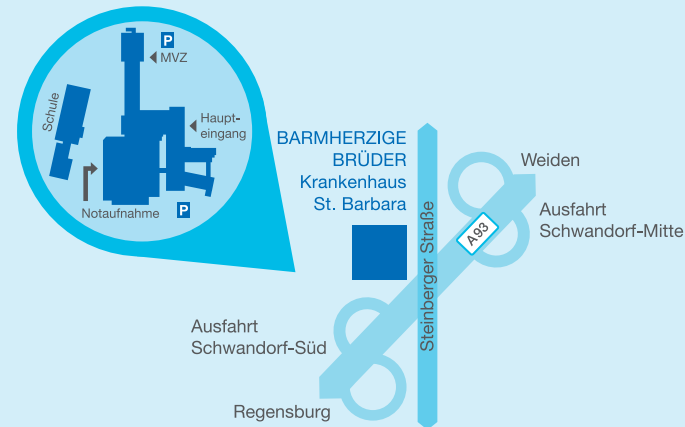 P
MVZ
Schule
Haupt-
eingang
Notaufnahme
P
BARMHERZIGE
BRÜDER
Krankenhaus
St. Barbara
Steinberger Straße
Weiden
Ausfahrt
Schwandorf-Mitte
A93
Ausfahrt
Schwandorf-Süd
Regensburg